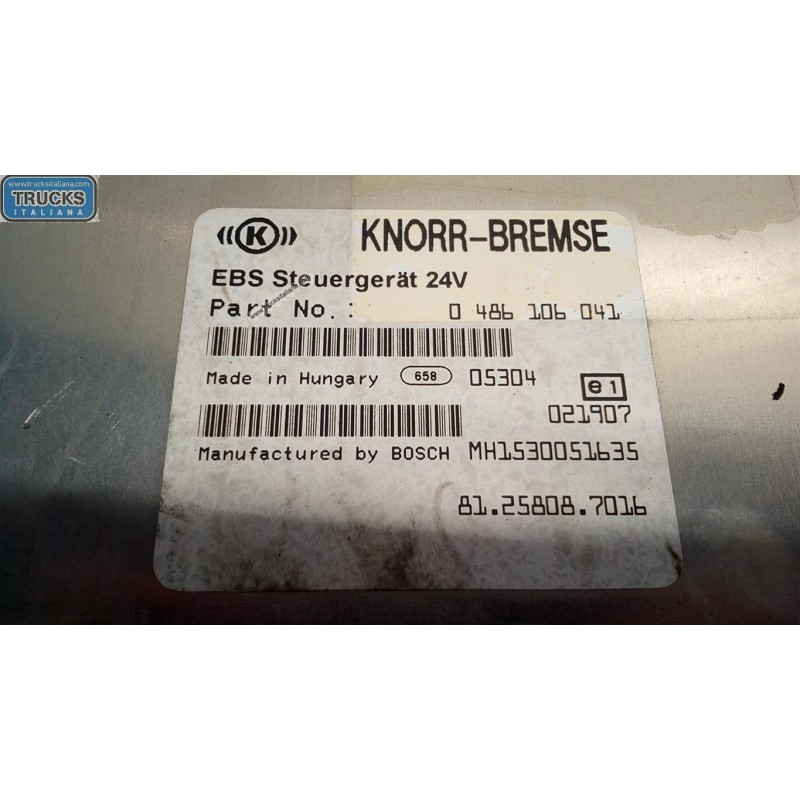 www.trucksitaliana.com
TRUCKS
ITALIANA
K KNORR-BREMSE
EBS Steuergerät 24V
Part No.: 0 486 106 041
Made in Hungary 658 05304 e1
021907
Manufactured by BOSCH MH1530051635
81.25808.7016